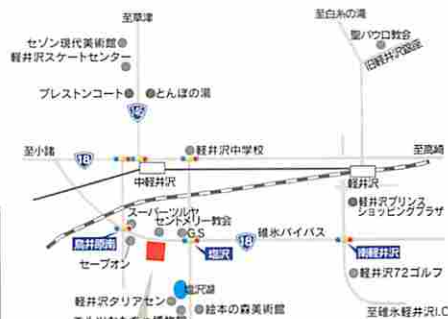 至草津
至白糸の滝
セゾン現代美術館
聖パウロ教会
軽井沢スケートセンター
旧軽井沢銀座
プレストンコート
とんぼの湯
146
軽井沢中学校
至小諸
至高崎
18
中軽井沢
軽井沢
スーパーツルヤ
軽井沢プリンス
ショッピングプラザ
セントメリー教会
鳥井原南
G.S
塩沢
18
碓氷バイパス
南軽井沢
セーブオン
塩沢湖
軽井沢72ゴルフ
軽井沢タリアセン
絵本の森美術館
至碓氷軽井沢I.C